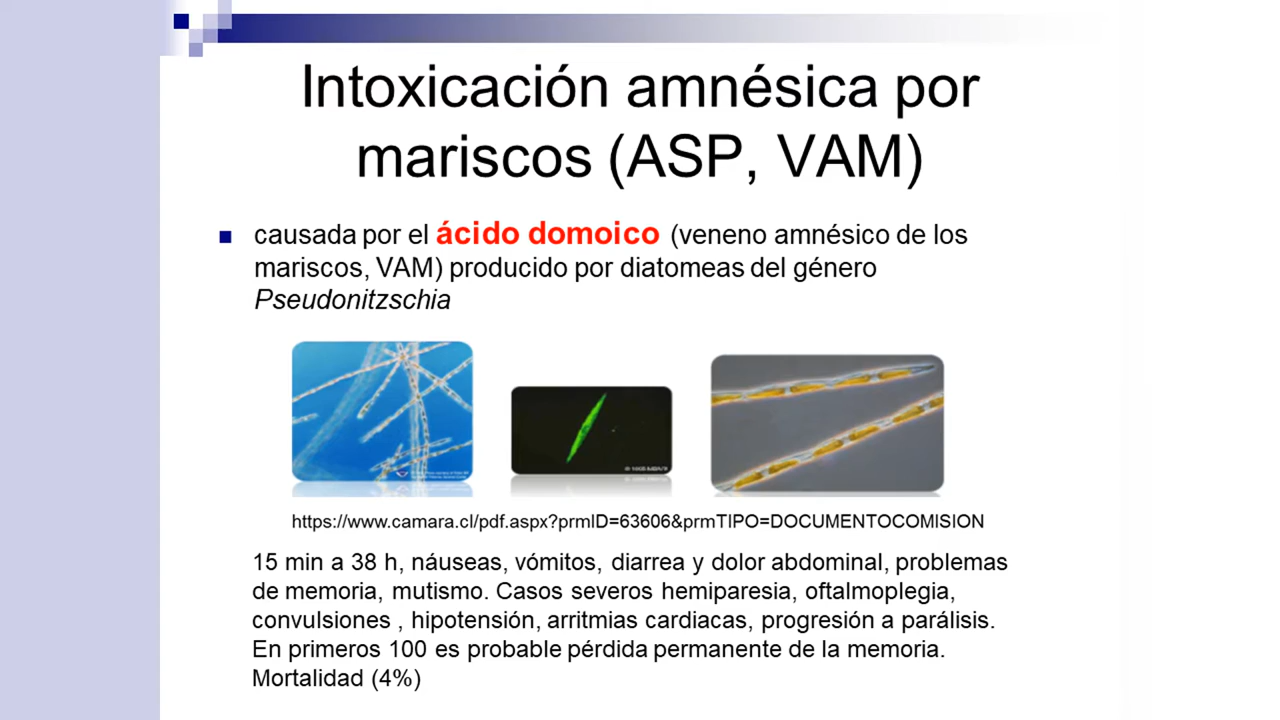 Intoxicación amnésica por
mariscos (ASP, VAM)
causada por el ácido domoico (veneno amnésico de los
mariscos, VAM) producido por diatomeas del género
Pseudonitzschia
https://www.camara.cl/pdf.aspx?prmID=63606&prmTIPO=DOCUMENTOCOMISION
15 min a 38 h, náuseas, vómitos, diarrea y dolor abdominal, problemas
de memoria, mutismo. Casos severos hemiparesia, oftalmoplegia,
convulsiones , hipotensión, arritmias cardiacas, progresión a parálisis.
En primeros 100 es probable pérdida permanente de la memoria.
Mortalidad (4%)